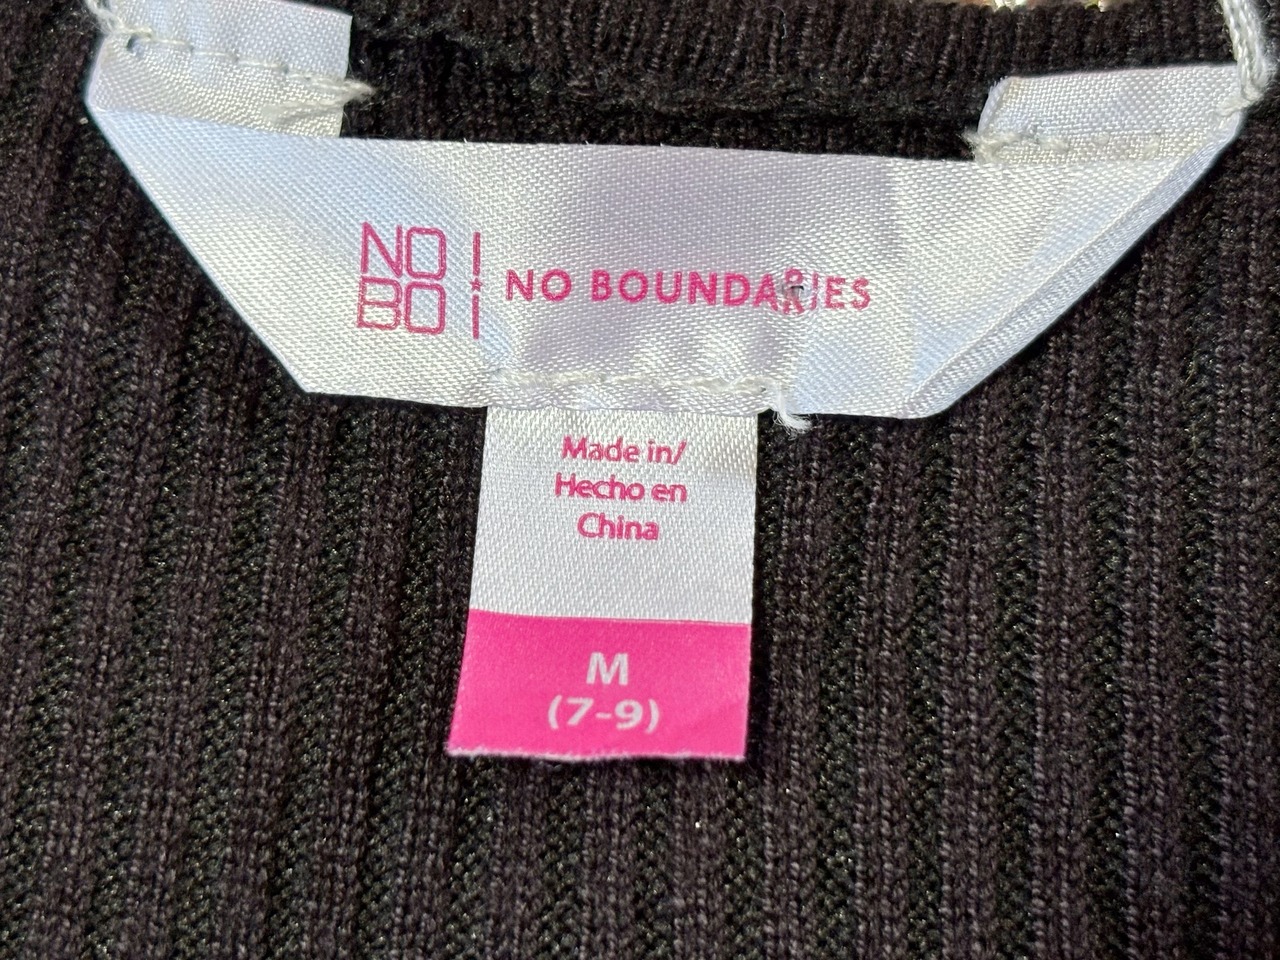 NO
BO
NO BOUNDARIES
Made in/
Hecho en
China
M
(7-9)